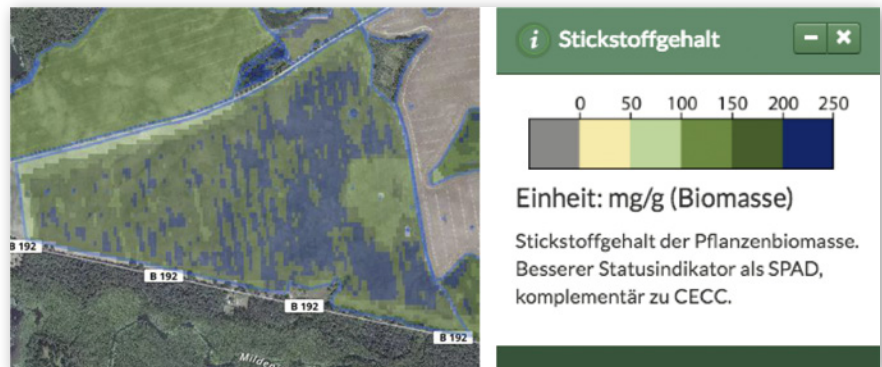 B 192
B 192
B 192
B 192
i Stickstoffgehalt
0 50 100 150 200 250
Einheit: mg/g (Biomasse)
Stickstoffgehalt der Pflanzenbiomasse.
Besserer Statusindikator als SPAD,
komplementär zu CECC.